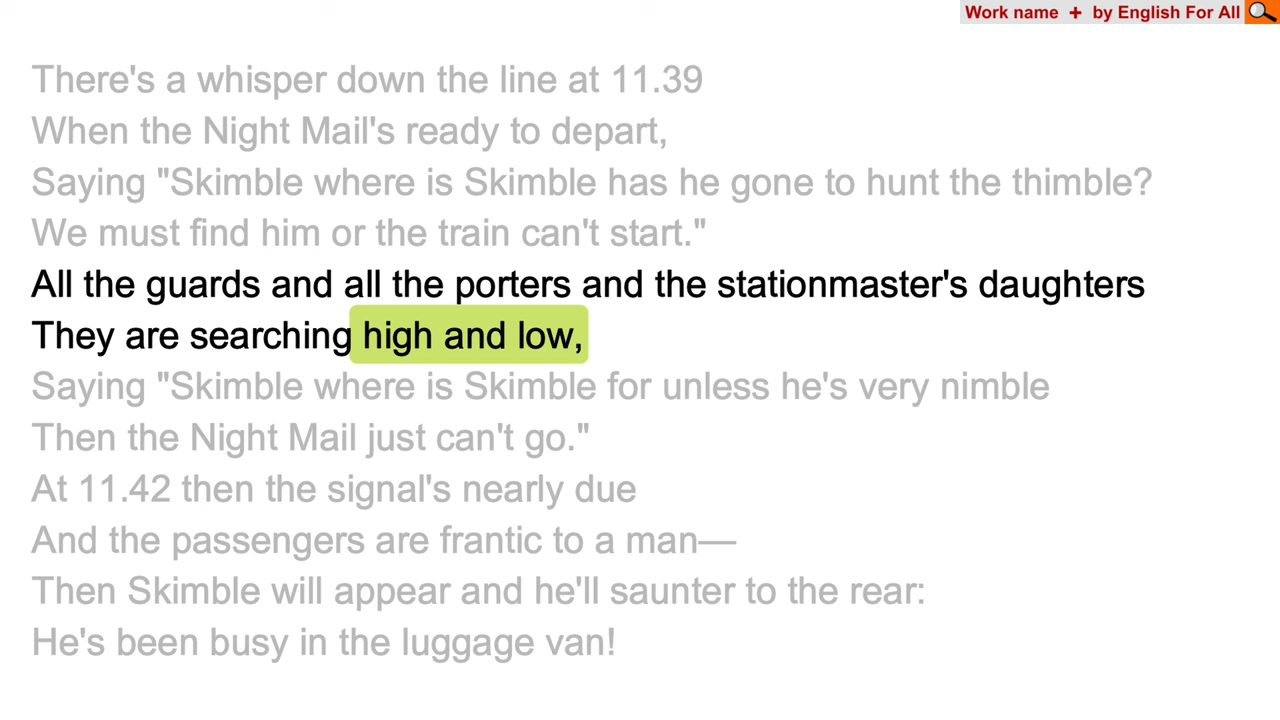 Work name + by English For All
There's a whisper down the line at 11.39
When the Night Mail's ready to depart,
Saying "Skimble where is Skimble has he gone to hunt the thimble?
We must find him or the train can't start."
All the guards and all the porters and the stationmaster's daughters
They are searching high and low,
Saying "Skimble where is Skimble for unless he's very nimble
Then the Night Mail just can't go."
At 11.42 then the signal's nearly due
And the passengers are frantic to a man—
Then Skimble will appear and he'll saunter to the rear:
He's been busy in the luggage van!